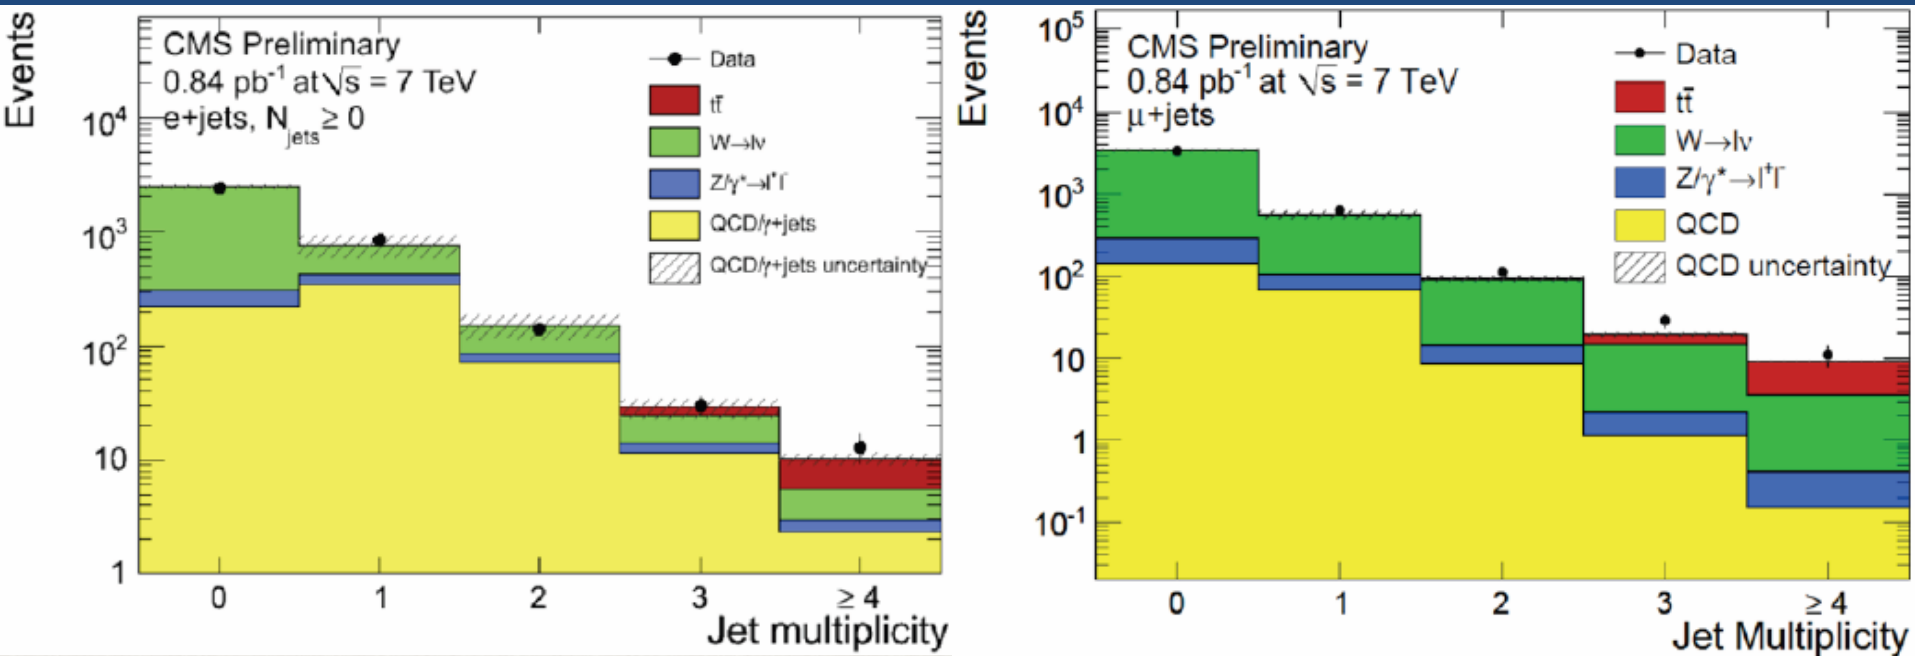 Events
CMS Preliminary
0.84 pb⁻¹ at √s = 7 TeV
e+jets, N_jets ≥ 0
Data
tt̄
W→lν
Z/γ*→l⁺l⁻
QCD/γ+jets
QCD/γ+jets uncertainty
10⁴
10³
10²
10
1
0 1 2 3 ≥ 4
Jet multiplicity
Events
CMS Preliminary
0.84 pb⁻¹ at √s = 7 TeV
μ+jets
Data
tt̄
W→lν
Z/γ*→l⁺l⁻
QCD
QCD uncertainty
10⁵
10⁴
10³
10²
10
1
10⁻¹
0 1 2 3 ≥ 4
Jet Multiplicity